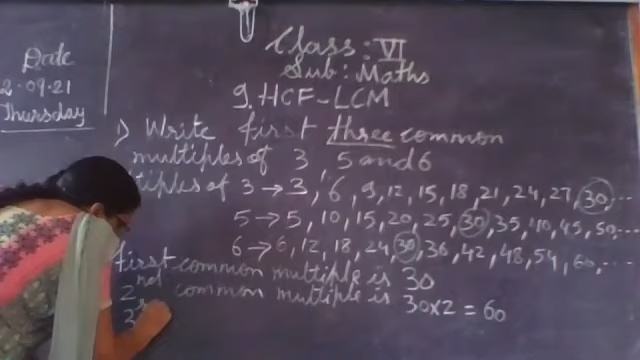 Date
2.09.21
Thursday
Class: VI
Sub: Maths
9. HCF-LCM
1) Write first three common
multiples of 3 5 and 6
tiples of 3 → 3, 6, 9, 12, 15, 18, 21, 24, 27, 30, ...
5 → 5, 10, 15, 20, 25, 30, 35, 40, 45, 50, ...
6 → 6, 12, 18, 24, 30, 36, 42, 48, 54, 60, ...
first common multiple is 30
2nd common multiple is 30x2 = 60
3